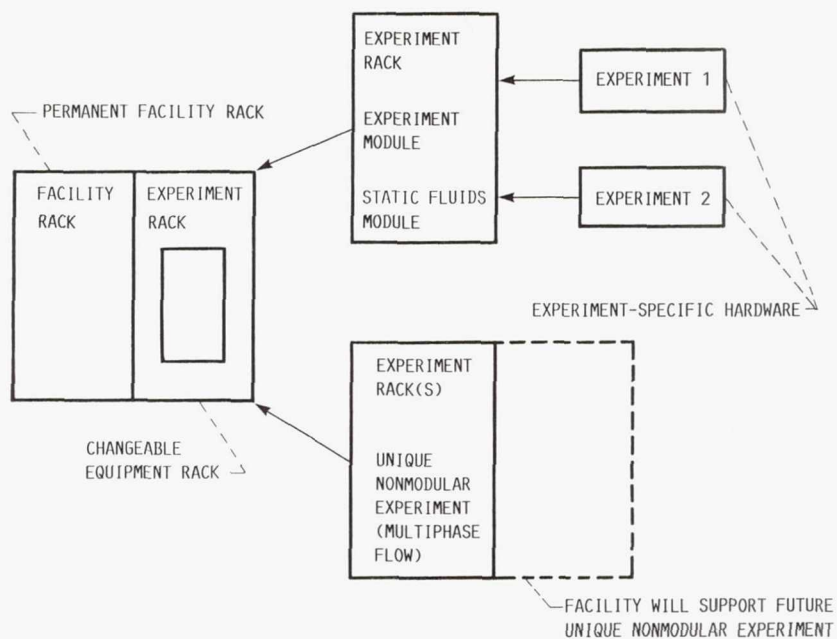 EXPERIMENT
RACK
EXPERIMENT
MODULE
STATIC FLUIDS
MODULE
EXPERIMENT 1
EXPERIMENT 2
EXPERIMENT-SPECIFIC HARDWARE
PERMANENT FACILITY RACK
FACILITY
RACK
EXPERIMENT
RACK
CHANGEABLE
EQUIPMENT RACK
EXPERIMENT
RACK(S)
UNIQUE
NONMODULAR
EXPERIMENT
(MULTIPHASE
FLOW)
FACILITY WILL SUPPORT FUTURE
UNIQUE NONMODULAR EXPERIMENT